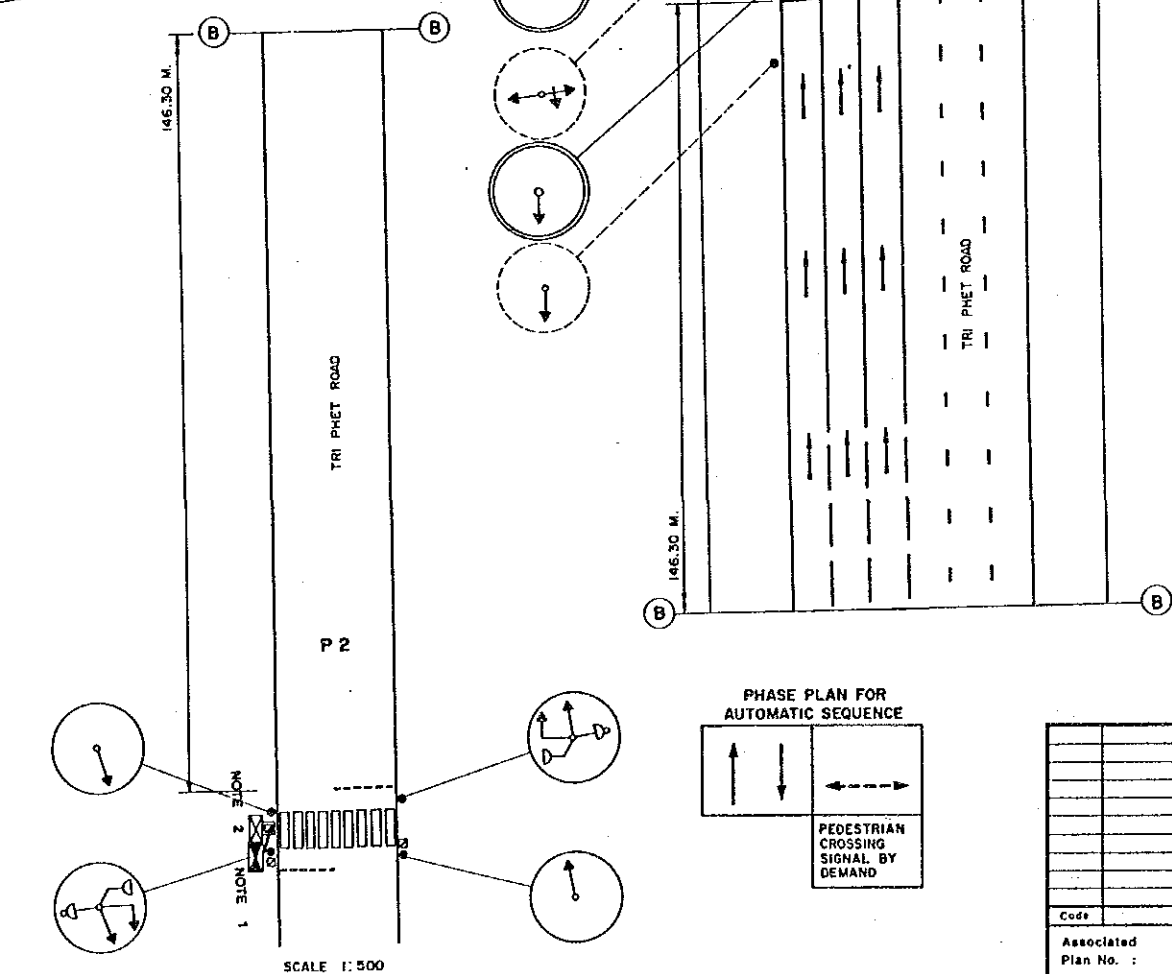 B
B
146.30 M.
TRI PHET ROAD
P 2
NOTE 2
NOTE 1
SCALE 1:500
TRI PHET ROAD
146.30 M.
B
B
PHASE PLAN FOR
AUTOMATIC SEQUENCE
PEDESTRIAN
CROSSING
SIGNAL BY
DEMAND
Code
Associated
Plan No. :